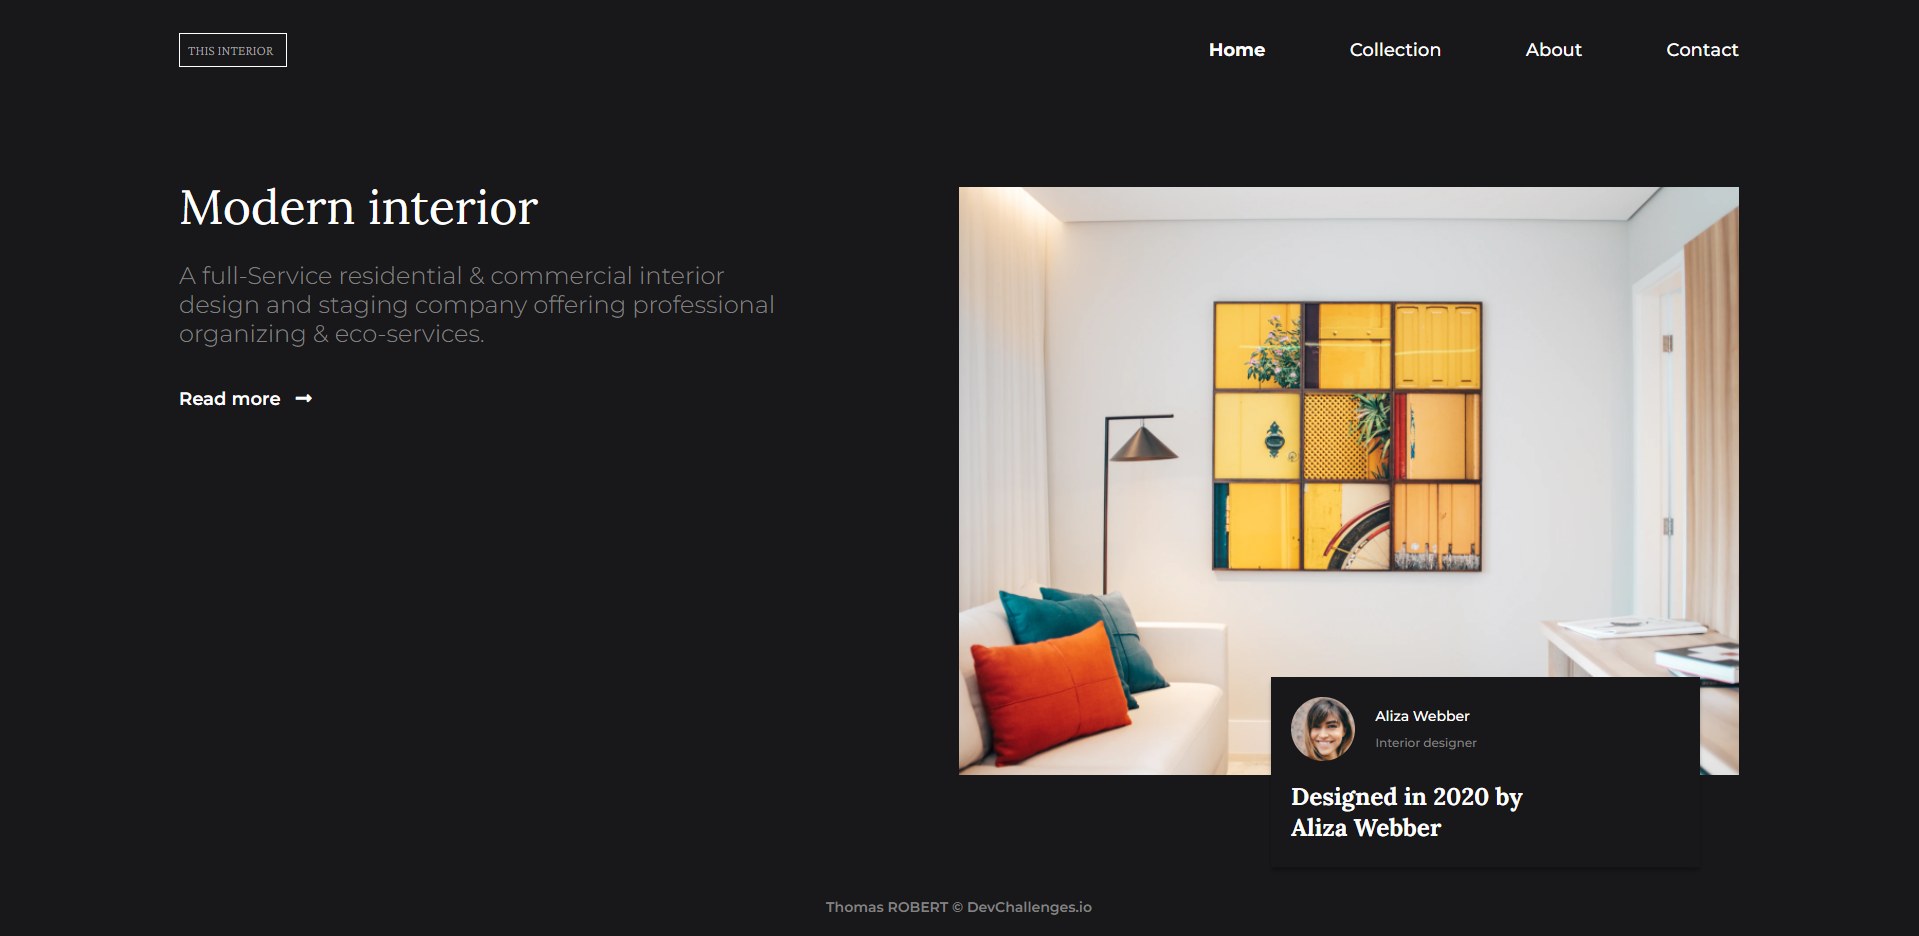 THIS INTERIOR
Home
Collection
About
Contact
Modern interior
A full-Service residential & commercial interior
design and staging company offering professional
organizing & eco-services.
Read more
Aliza Webber
Interior designer
Designed in 2020 by
Aliza Webber
Thomas ROBERT © DevChallenges.io